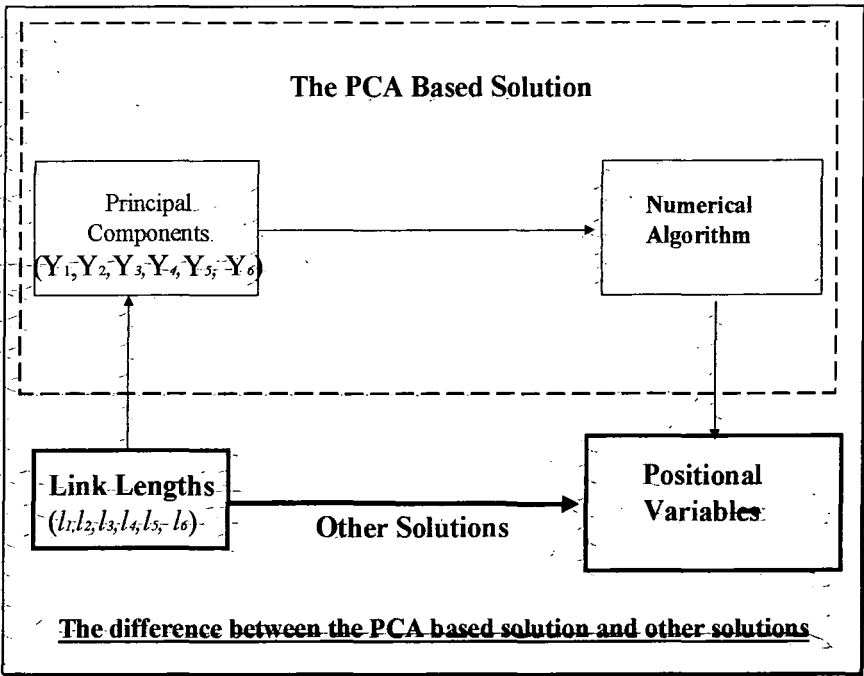 The PCA Based Solution
Principal
Components
(Y1,Y2,Y3,Y4,Y5, Y6)
Numerical
Algorithm
Link Lengths
(l1,l2,l3,l4,l5, l6)
Other Solutions
Positional
Variables
The difference between the PCA based solution and other solutions